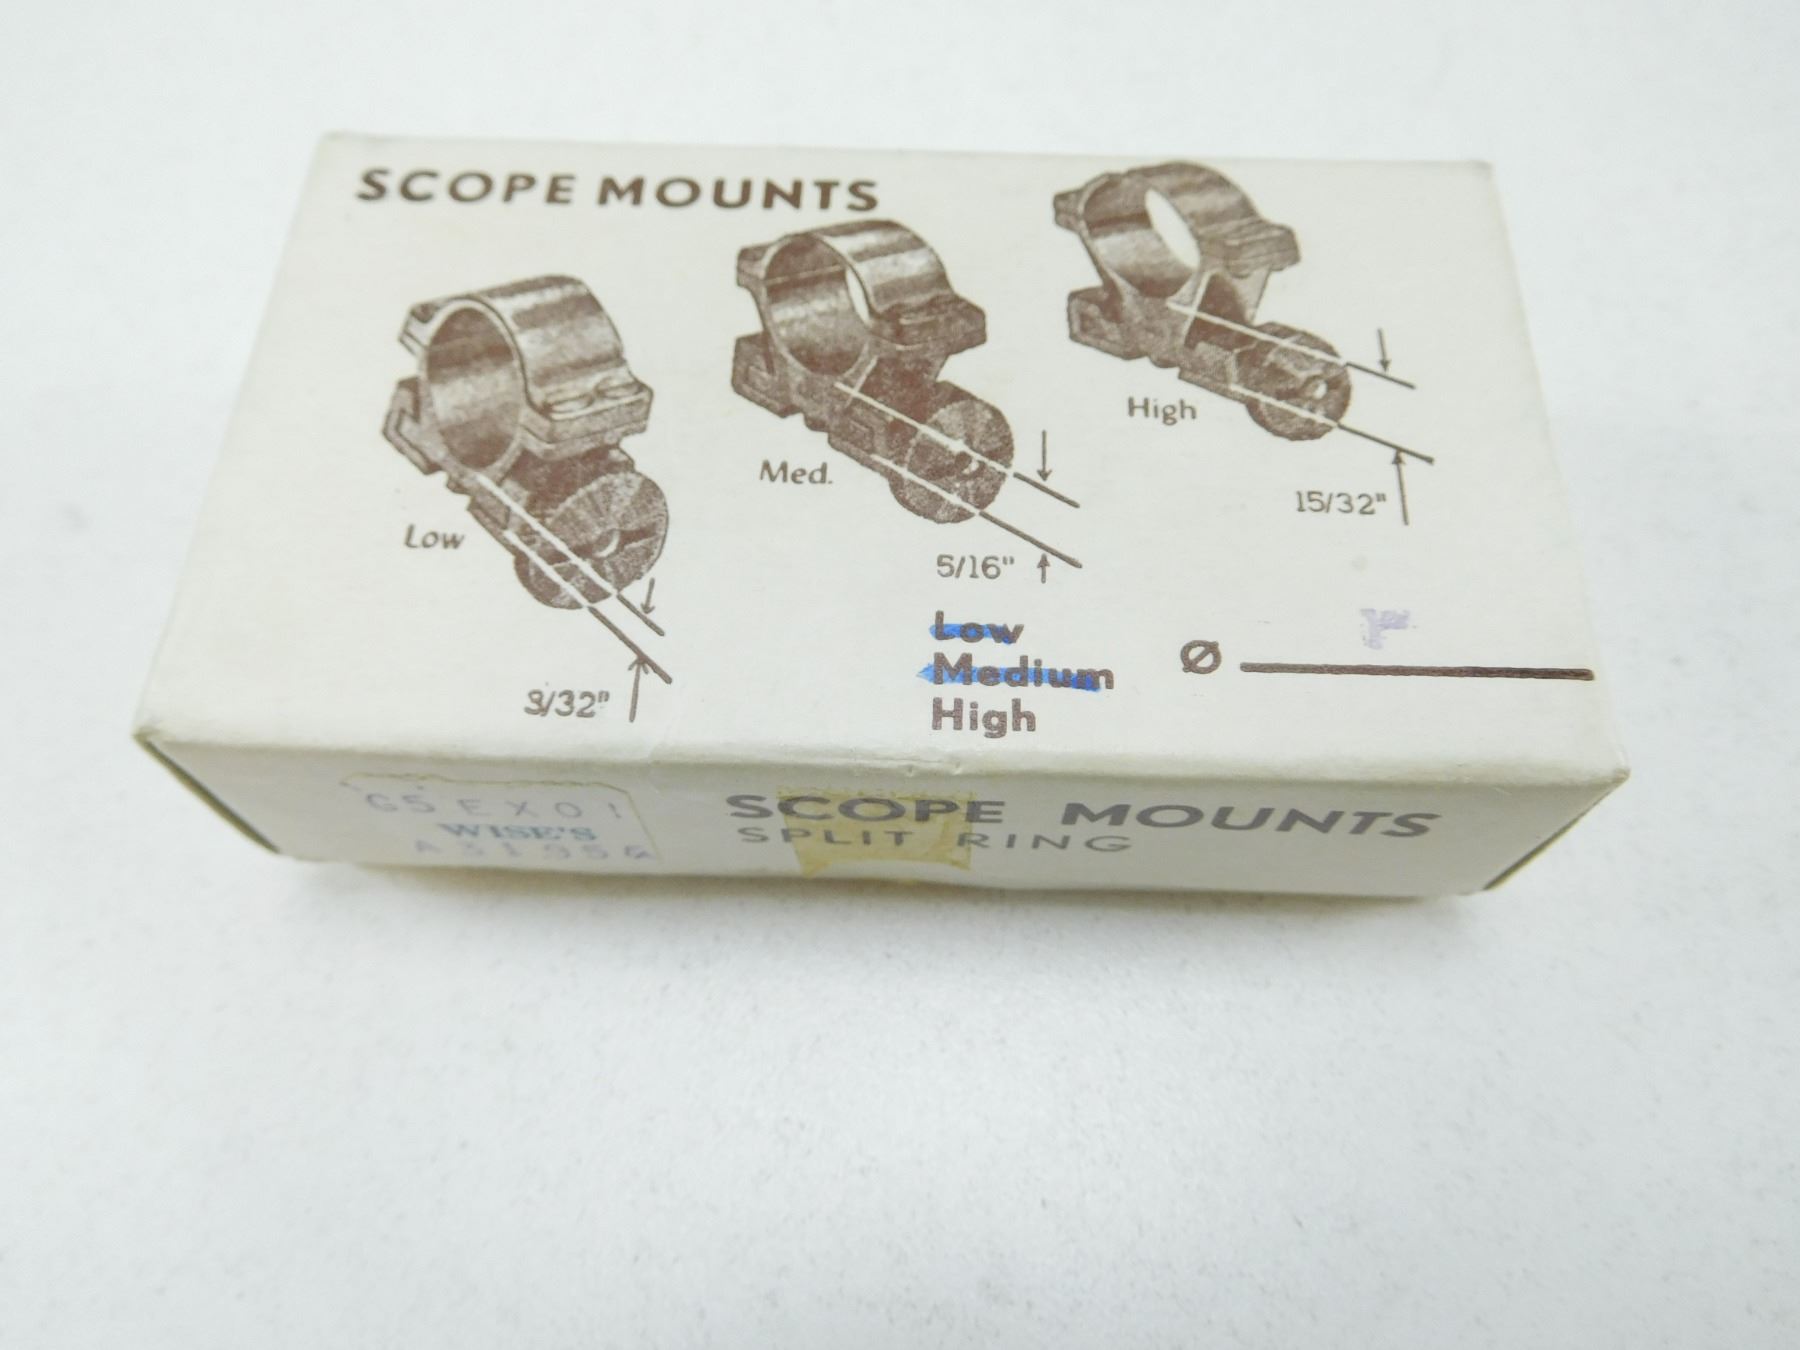 SCOPE MOUNTS
High
Med.
15/32"
Low
5/16"
3/32"
Low
Medium
High
Ø 1"
G5EX01
WISE'S
SCOPE MOUNTS
SPLIT RING